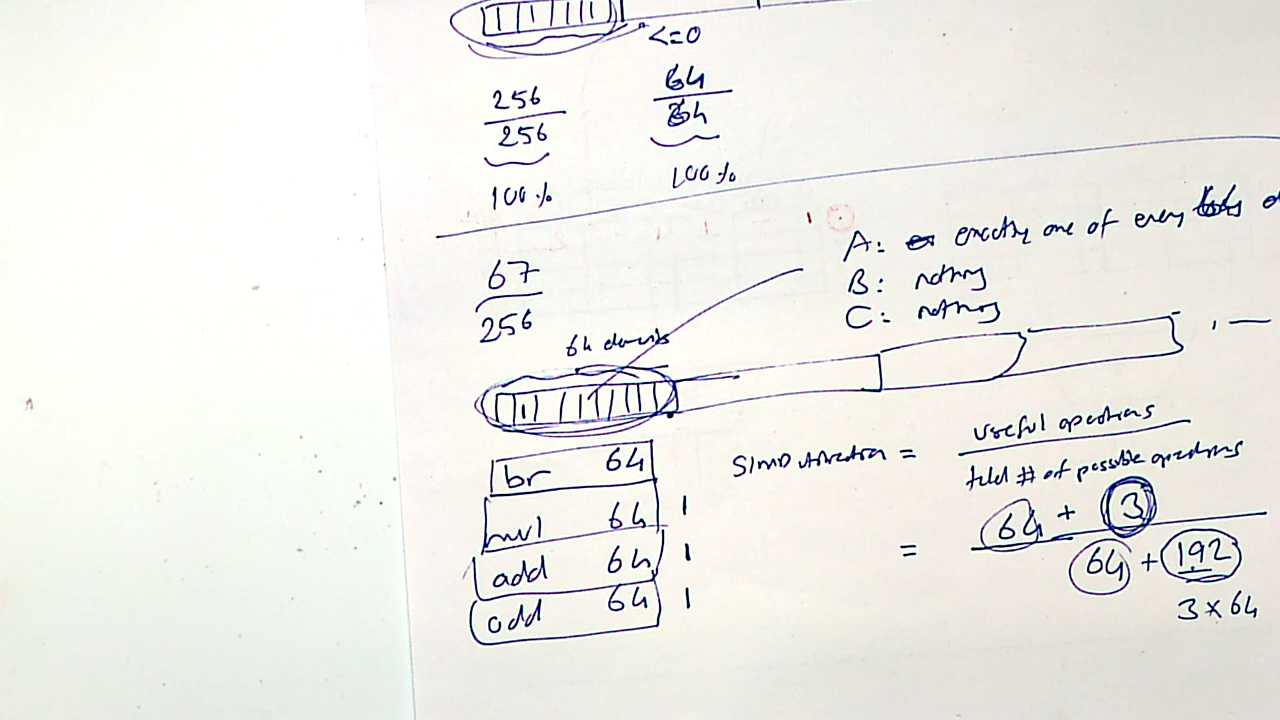 <=0
256
256
100%
64
64
100%
67
256
A: exactly one of every
B: nothing
C: nothing
64 elements
br 64
mul 64 1
add 64 1
add 64 1
SIMD utilization = useful operations
total # of possible operations
= 64 + 3
64 + 192
3 x 64